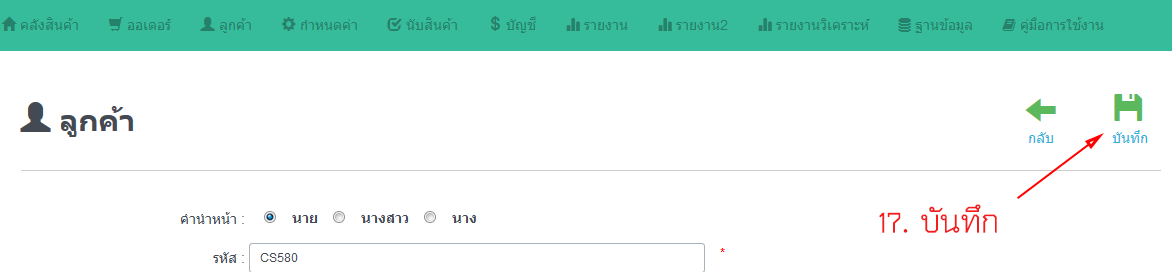 คลังสินค้า ออเดอร์ ลูกค้า กำหนดค่า นับสินค้า บัญชี รายงาน รายงาน2 รายงานวิเคราะห์ ฐานข้อมูล คู่มือการใช้งาน
ลูกค้า
กลับ บันทึก
คำนำหน้า : นาย นางสาว นาง
17. บันทึก
รหัส : CS580 *